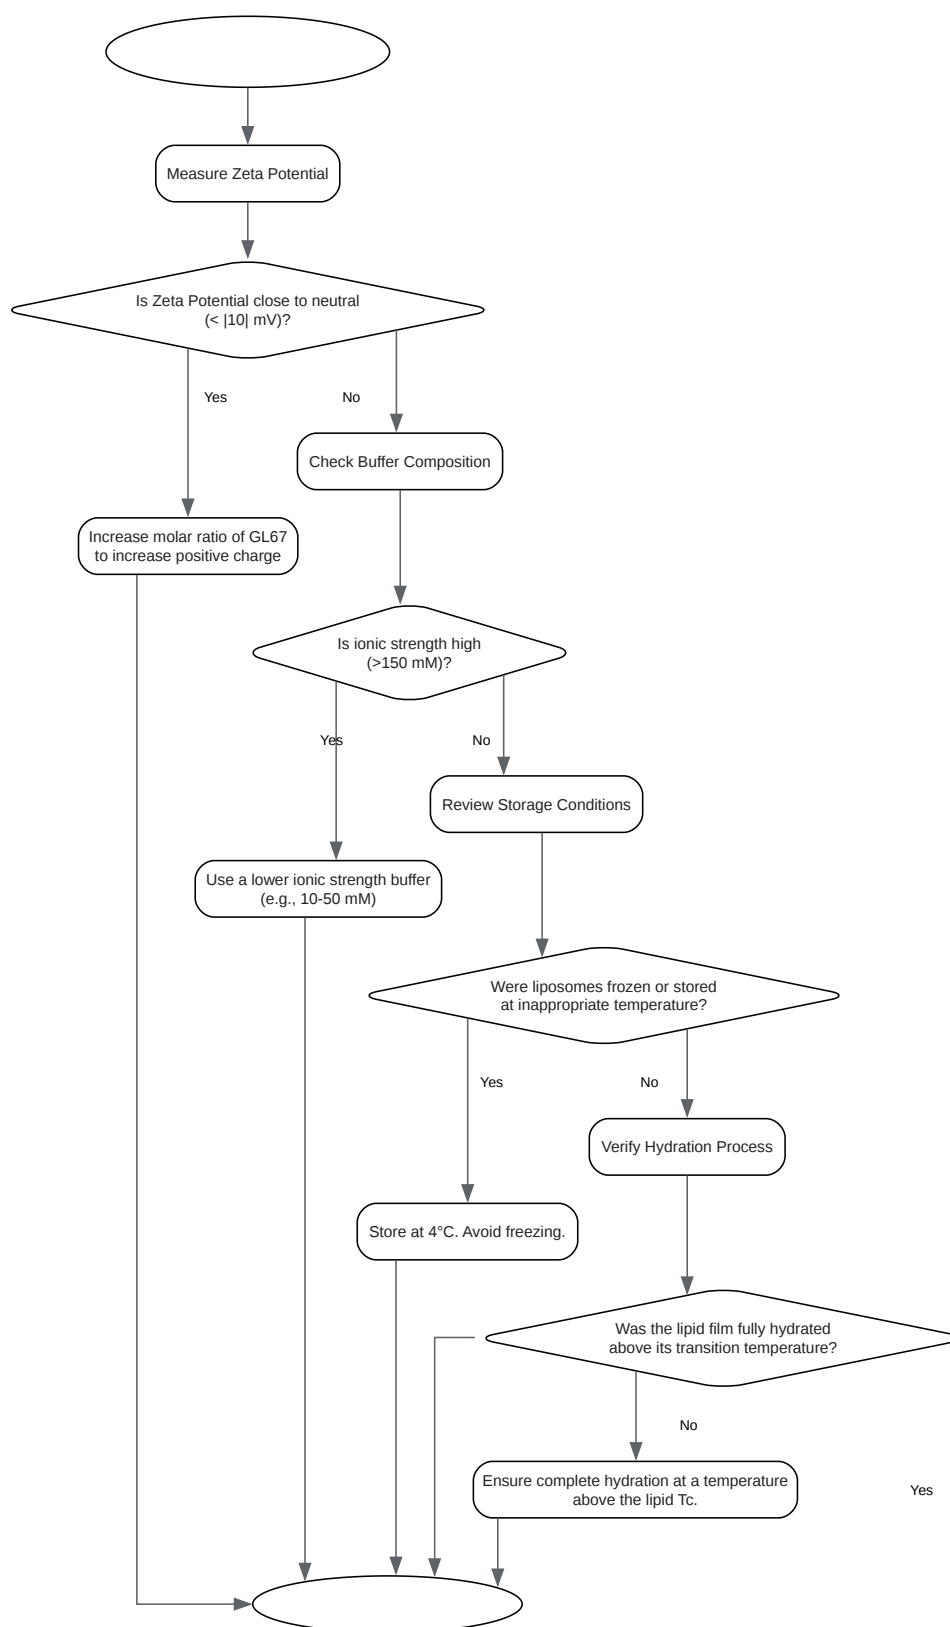 Measure Zeta Potential
Is Zeta Potential close to neutral
(< |10| mV)?
Yes
No
Check Buffer Composition
Increase molar ratio of GL67
to increase positive charge
Is ionic strength high
(>150 mM)?
Yes
No
Review Storage Conditions
Use a lower ionic strength buffer
(e.g., 10-50 mM)
Were liposomes frozen or stored
at inappropriate temperature?
Yes
No
Verify Hydration Process
Store at 4°C. Avoid freezing.
Was the lipid film fully hydrated
above its transition temperature?
No
Ensure complete hydration at a temperature
above the lipid Tc.
Yes